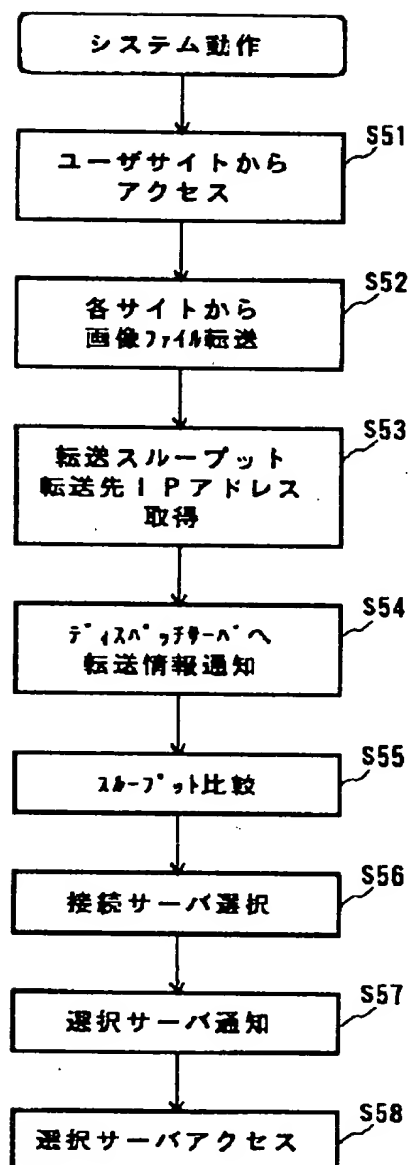 システム動作
S51
ユーザサイトから
アクセス
S52
各サイトから
画像ﾌｧｲﾙ転送
S53
転送スループット
転送先IPアドレス
取得
S54
ﾃﾞｨｽﾊﾟｯﾁｻｰﾊﾞへ
転送情報通知
S55
ｽﾙｰﾌﾟｯﾄ比較
S56
接続サーバ選択
S57
選択サーバ通知
S58
選択サーバアクセス